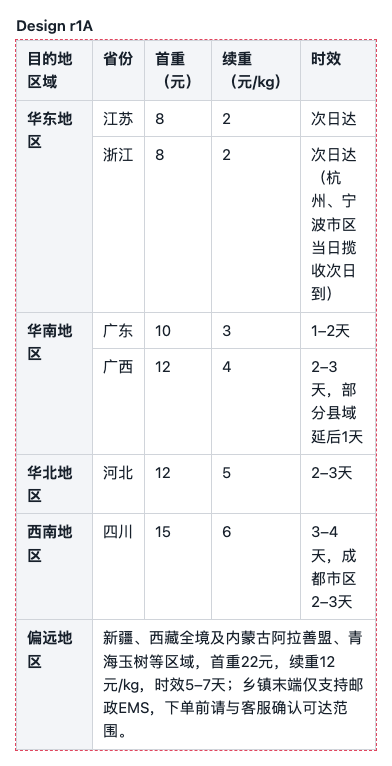 Design r1A
目的地区域 省份 首重（元） 续重（元/kg） 时效
华东地区 江苏 8 2 次日达
浙江 8 2 次日达（杭州、宁波市区当日揽收次日到）
华南地区 广东 10 3 1–2天
广西 12 4 2–3天，部分县域延后1天
华北地区 河北 12 5 2–3天
西南地区 四川 15 6 3–4天，成都市区2–3天
偏远地区 新疆、西藏全境及内蒙古阿拉善盟、青海玉树等区域，首重22元，续重12元/kg，时效5–7天；乡镇末端仅支持邮政EMS，下单前请与客服确认可达范围。